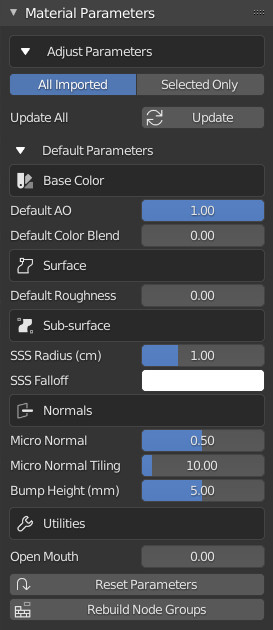 Material Parameters
Adjust Parameters
All Imported Selected Only
Update All Update
Default Parameters
Base Color
Default AO 1.00
Default Color Blend 0.00
Surface
Default Roughness 0.00
Sub-surface
SSS Radius (cm) 1.00
SSS Falloff
Normals
Micro Normal 0.50
Micro Normal Tiling 10.00
Bump Height (mm) 5.00
Utilities
Open Mouth 0.00
Reset Parameters
Rebuild Node Groups